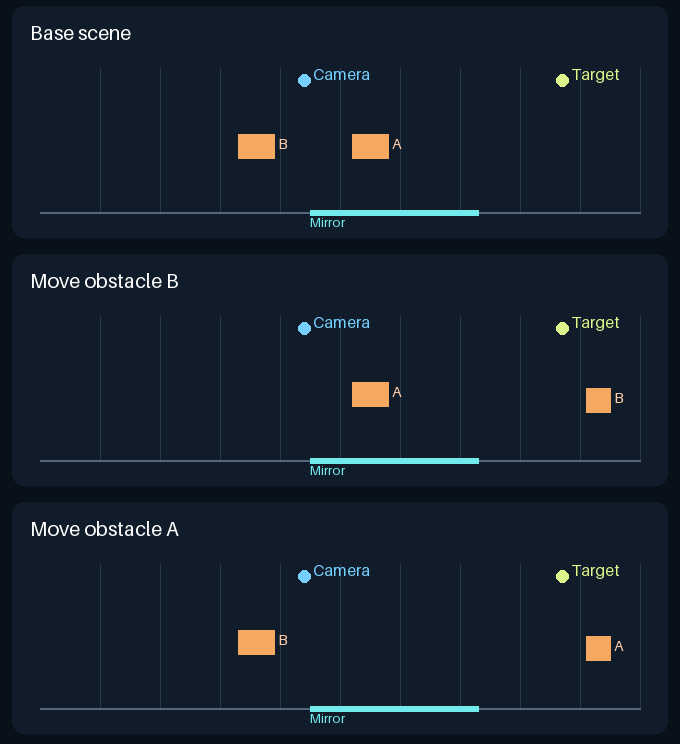 Base scene
Camera
Target
B
A
Mirror
Move obstacle B
Camera
Target
A
B
Mirror
Move obstacle A
Camera
Target
B
A
Mirror